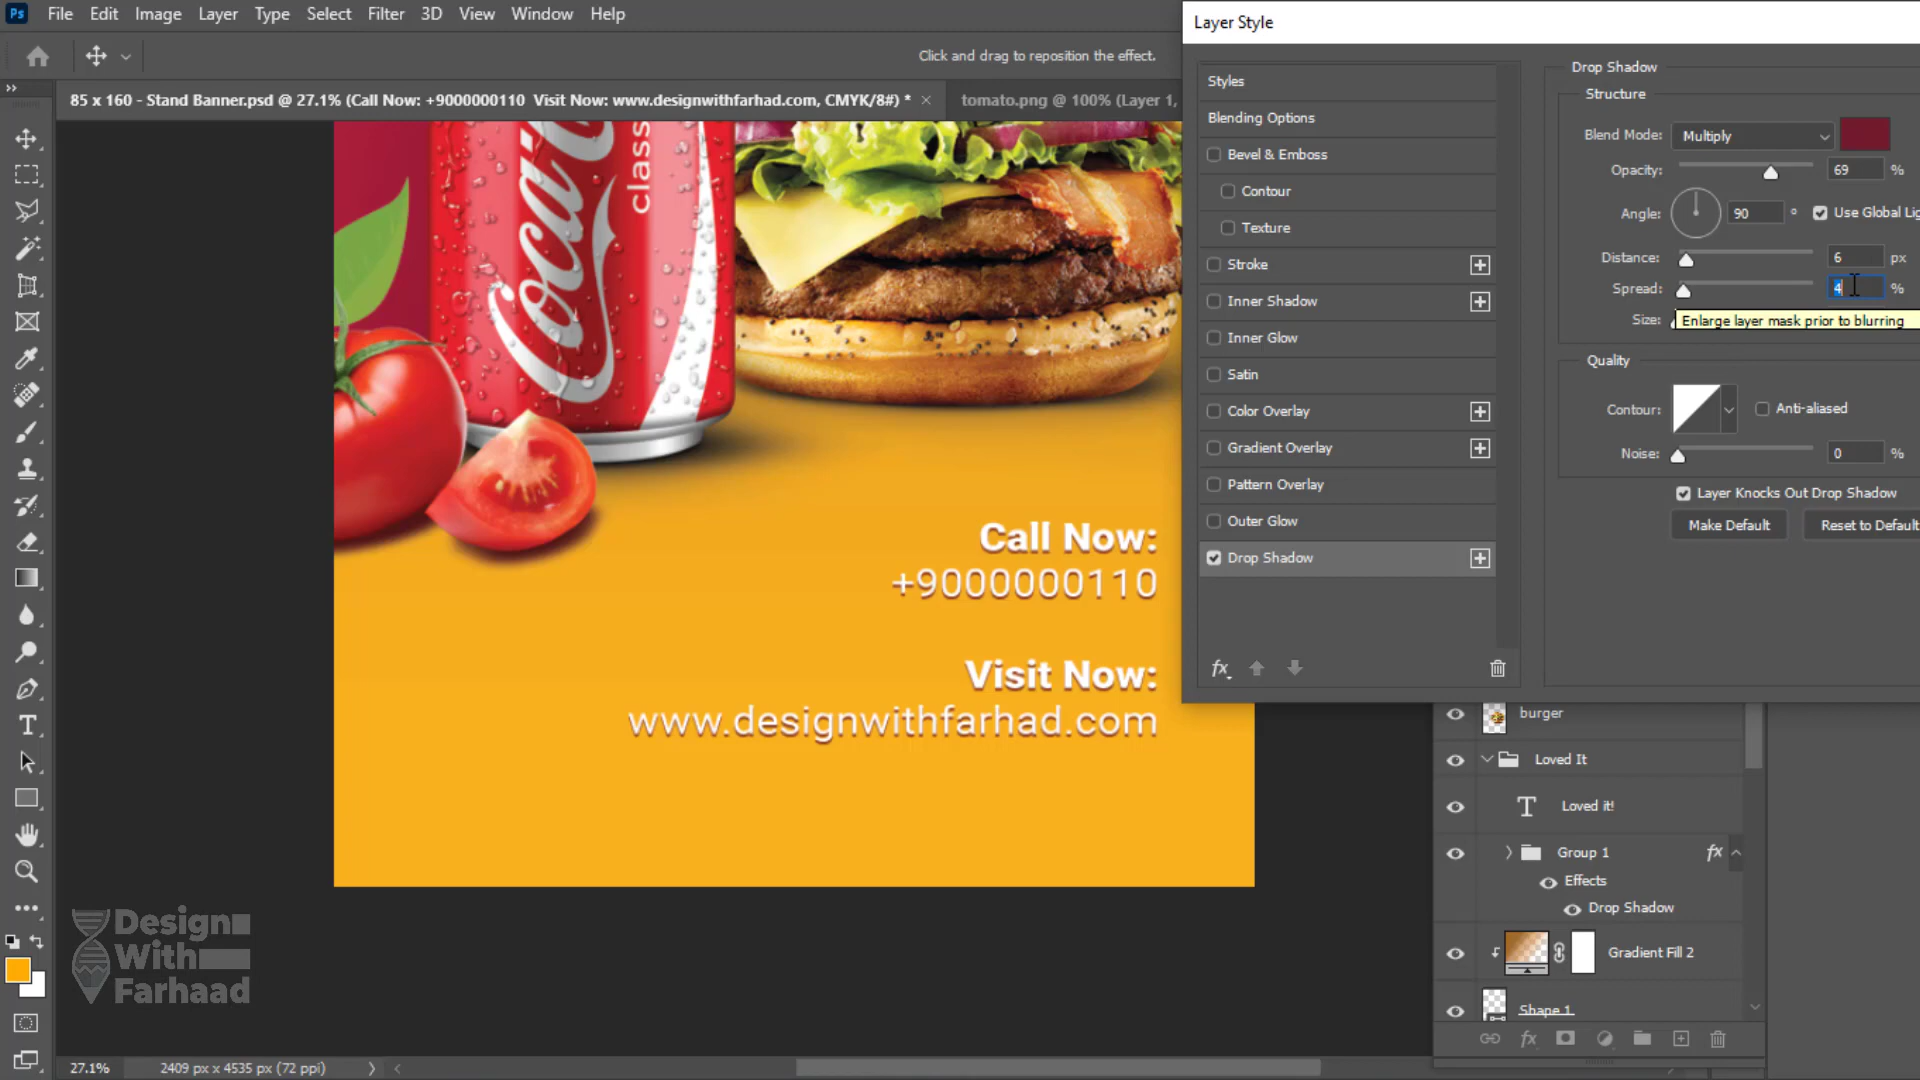 Ps File Edit Image Layer Type Select Filter 3D View Window Help
Click and drag to reposition the effect.
85 x 160 - Stand Banner.psd @ 27.1% (Call Now: +9000000110 Visit Now: www.designwithfarhad.com, CMYK/8#) * ×
tomato.png @ 100% (Layer 1,
Layer Style
Styles
Blending Options
Bevel & Emboss
Contour
Texture
Stroke
Inner Shadow
Inner Glow
Satin
Color Overlay
Gradient Overlay
Pattern Overlay
Outer Glow
Drop Shadow
fx
Drop Shadow
Structure
Blend Mode: Multiply
Opacity: 69 %
Angle: 90 ° Use Global Lig
Distance: 6 px
Spread: 4 %
Size:
Enlarge layer mask prior to blurring
Quality
Contour: Anti-aliased
Noise: 0 %
Layer Knocks Out Drop Shadow
Make Default Reset to Default
classic
Call Now:
+9000000110
Visit Now:
www.designwithfarhad.com
burger
Loved It
T Loved it!
Group 1 fx
Effects
Drop Shadow
Gradient Fill 2
Shape 1
fx
Design
With
Farhaad
27.1% 2409 px x 4535 px (72 ppi)